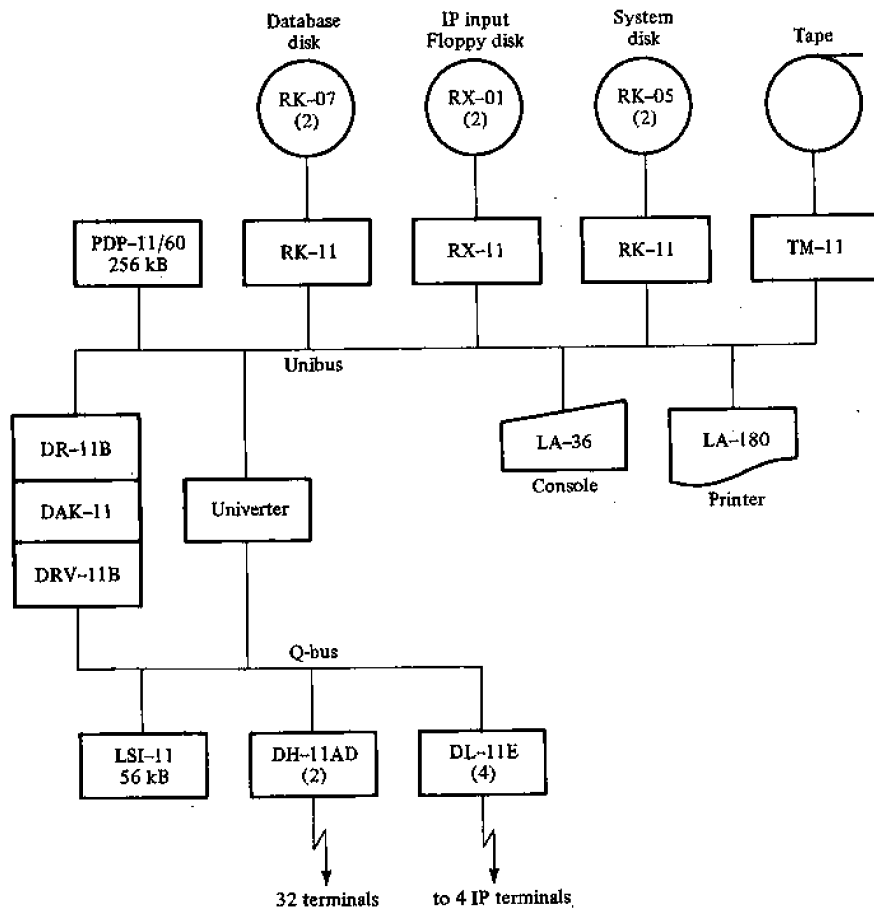 Database
disk
IP input
Floppy disk
System
disk
Tape
RK-07
(2)
RX-01
(2)
RK-05
(2)
PDP-11/60
256 kB
RK-11
RX-11
RK-11
TM-11
Unibus
DR-11B
DAK-11
DRV-11B
Univerter
LA-36
Console
LA-180
Printer
Q-bus
LSI-11
56 kB
DH-11AD
(2)
DL-11E
(4)
32 terminals
to 4 IP terminals